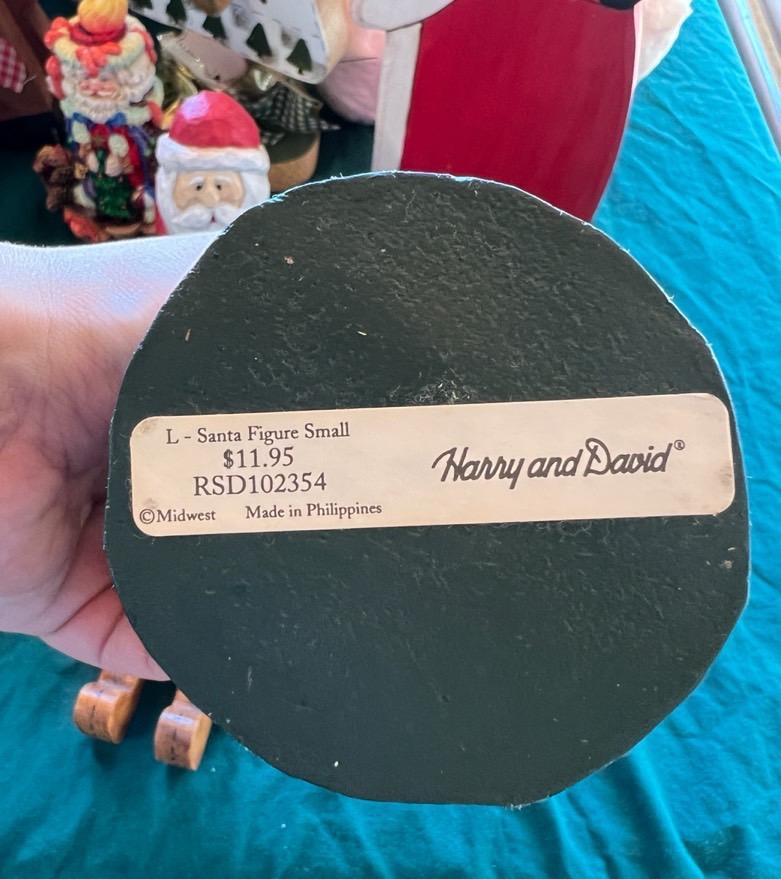 L - Santa Figure Small
$11.95
RSD102354
©Midwest Made in Philippines
Harry and David®